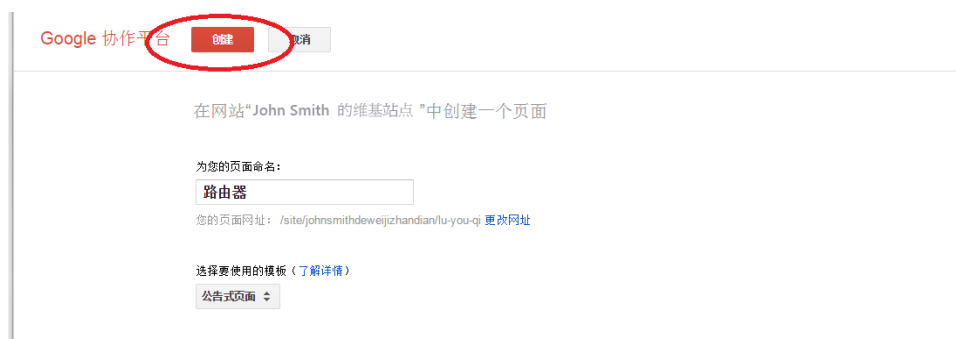 Google 协作平台 创建 取消
在网站“John Smith 的维基站点 ”中创建一个页面
为您的页面命名：
路由器
您的页面网址： /site/johnsmithdeweijizhandian/lu-you-qi 更改网址
选择要使用的模板（了解详情）
公告式页面